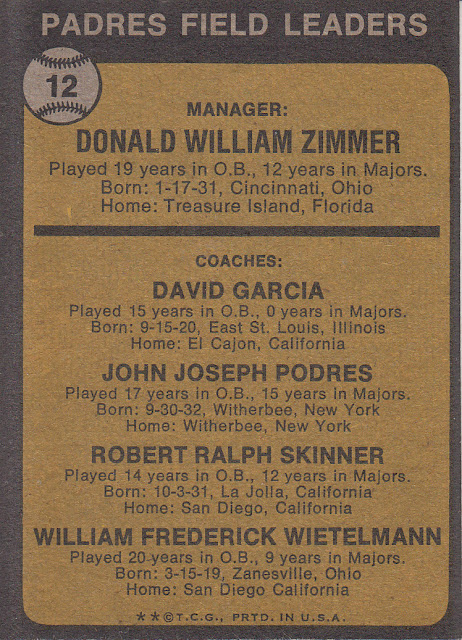 PADRES FIELD LEADERS
12
MANAGER:
DONALD WILLIAM ZIMMER
Played 19 years in O.B., 12 years in Majors.
Born: 1-17-31, Cincinnati, Ohio
Home: Treasure Island, Florida
COACHES:
DAVID GARCIA
Played 15 years in O.B., 0 years in Majors.
Born: 9-15-20, East St. Louis, Illinois
Home: El Cajon, California
JOHN JOSEPH PODRES
Played 17 years in O.B., 15 years in Majors.
Born: 9-30-32, Witherbee, New York
Home: Witherbee, New York
ROBERT RALPH SKINNER
Played 14 years in O.B., 12 years in Majors.
Born: 10-3-31, La Jolla, California
Home: San Diego, California
WILLIAM FREDERICK WIETELMANN
Played 20 years in O.B., 9 years in Majors.
Born: 3-15-19, Zanesville, Ohio
Home: San Diego California
**©T.C.G., PRTD. IN U.S.A.